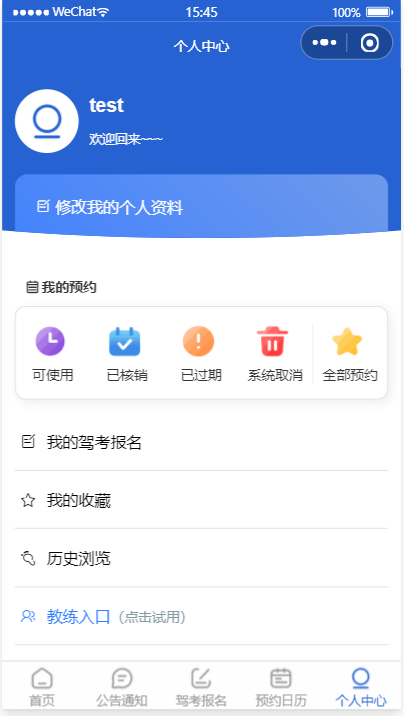 WeChat 15:45 100%
个人中心
test
欢迎回来~~~
修改我的个人资料
我的预约
可使用 已核销 已过期 系统取消 全部预约
我的驾考报名
我的收藏
历史浏览
教练入口（点击试用）
首页 公告通知 驾考报名 预约日历 个人中心